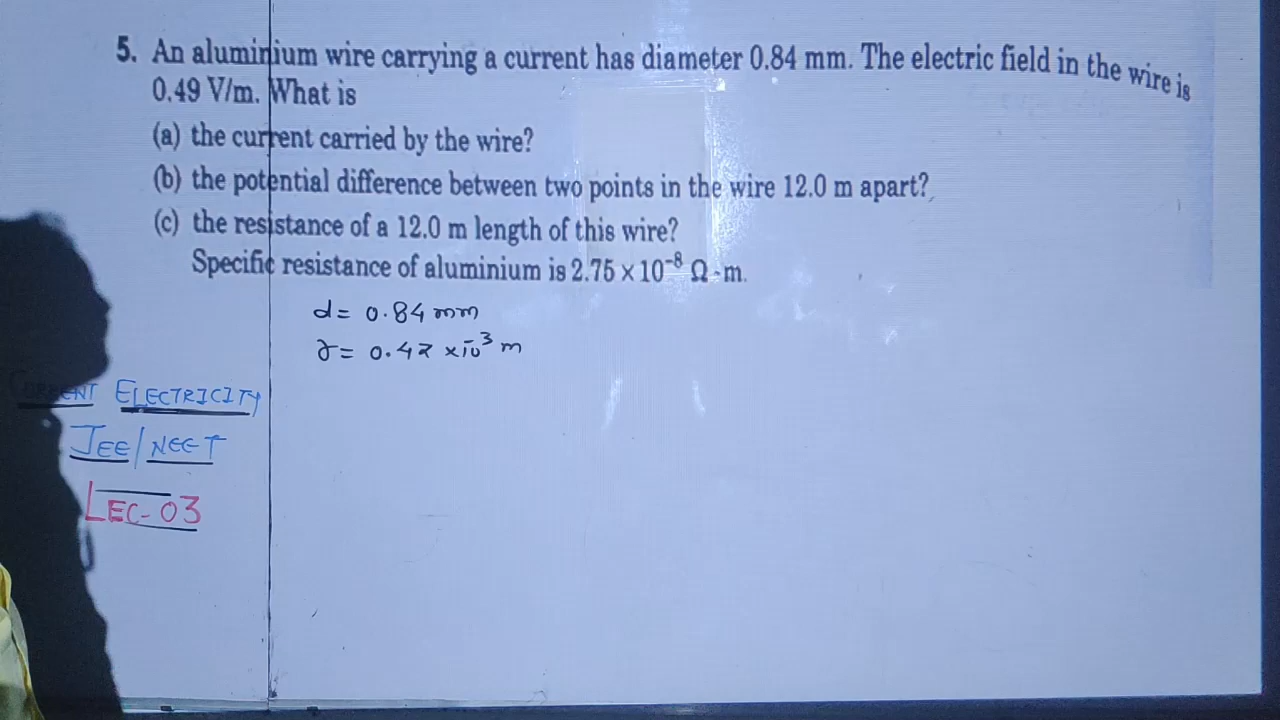 5. An aluminium wire carrying a current has diameter 0.84 mm. The electric field in the wire is
0.49 V/m. What is
(a) the current carried by the wire?
(b) the potential difference between two points in the wire 12.0 m apart?
(c) the resistance of a 12.0 m length of this wire?
Specific resistance of aluminium is 2.75 × 10⁻⁸ Ω-m.
d = 0.84 mm
r = 0.42 × 10⁻³ m
CURRENT ELECTRICITY
JEE/NEET
LEC-03